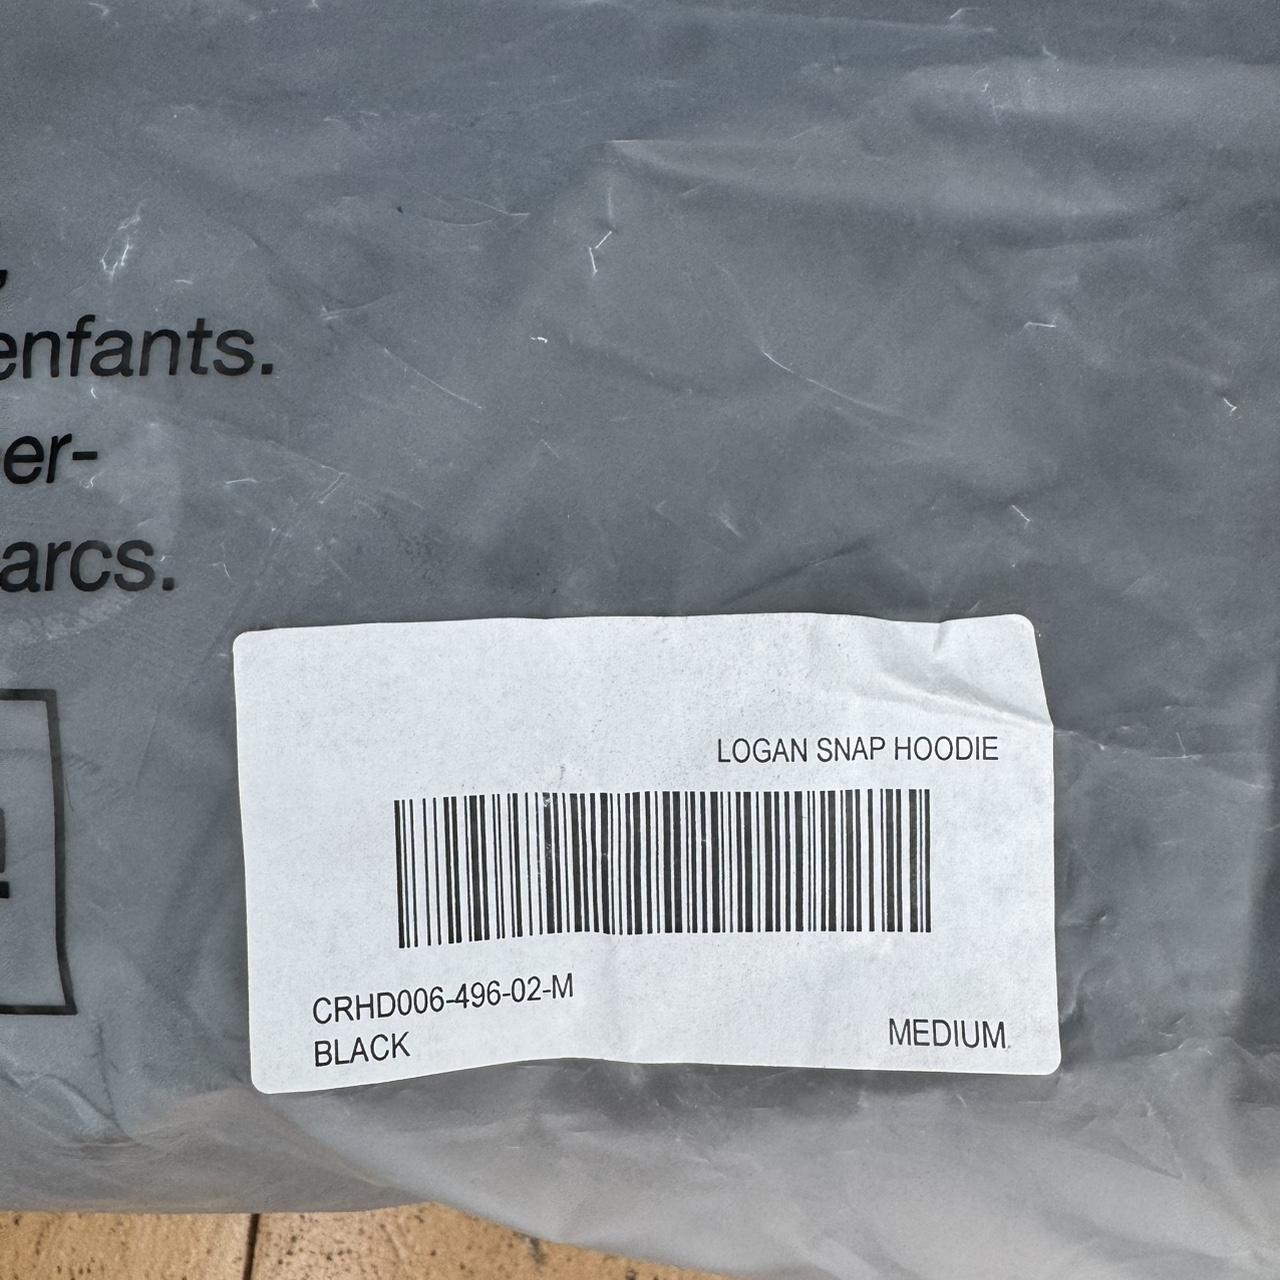 enfants.
er-
arcs.
LOGAN SNAP HOODIE
CRHD006-496-02-M
BLACK
MEDIUM